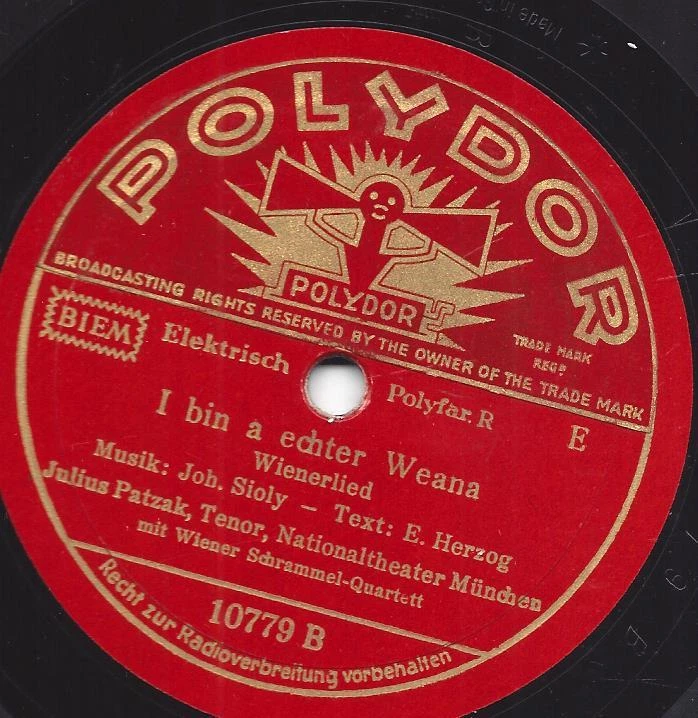 Made in
POLYDOR
POLYDOR
BROADCASTING RIGHTS RESERVED BY THE OWNER OF THE TRADE MARK
TRADE MARK
REGD
BIEM
Elektrisch
Polyfar. R
E
I bin a echter Weana
Wienerlied
Musik: Joh. Sioly – Text: E. Herzog
Julius Patzak, Tenor, Nationaltheater München
mit Wiener Schrammel-Quartett
10779 B
Recht zur Radioverbreitung vorbehalten